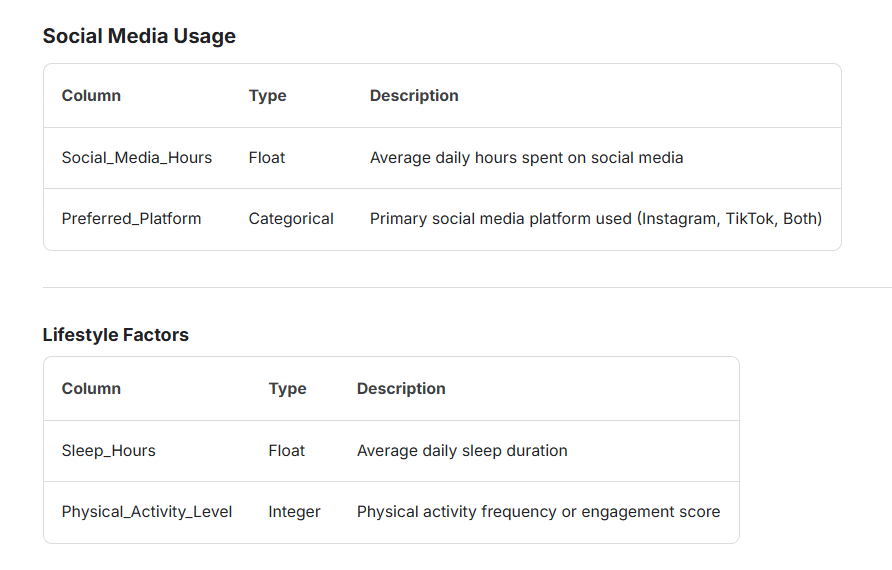 Social Media Usage
Column Type Description
Social_Media_Hours Float Average daily hours spent on social media
Preferred_Platform Categorical Primary social media platform used (Instagram, TikTok, Both)
Lifestyle Factors
Column Type Description
Sleep_Hours Float Average daily sleep duration
Physical_Activity_Level Integer Physical activity frequency or engagement score